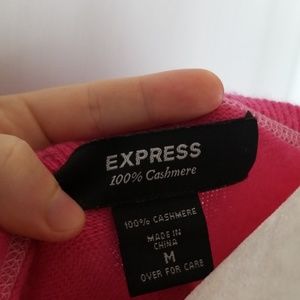 EXPRESS
100% Cashmere
100% CASHMERE
MADE IN
CHINA
M
OVER FOR CARE